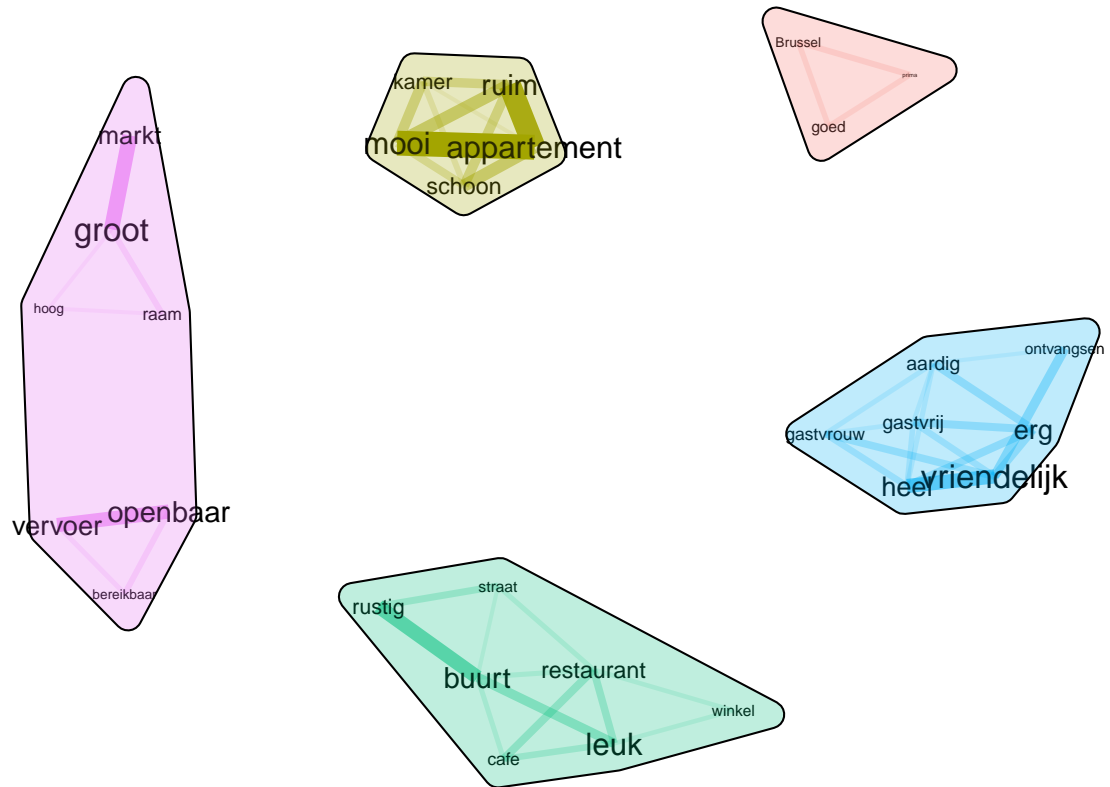 Brussel
prima
goed
kamer
ruim
mooi
appartement
schoon
markt
groot
hoog
raam
ontvangsen
aardig
gastvrij
gastvrouw
erg
heel
vriendelijk
openbaar
vervoer
bereikbaar
straat
rustig
restaurant
buurt
winkel
leuk
cafe